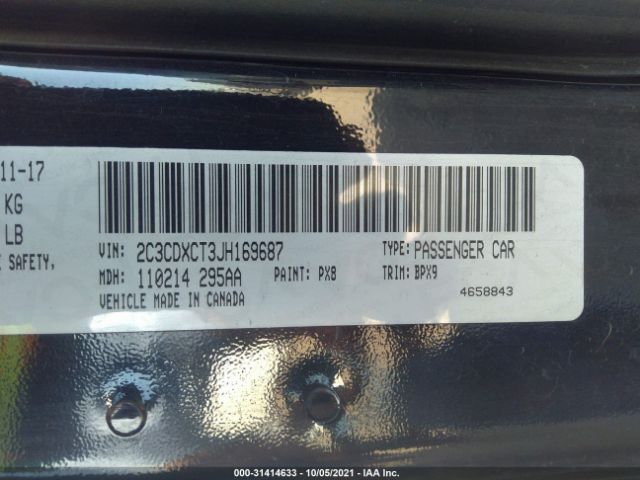 11-17
KG
LB
SAFETY,
VIN: 2C3CDXCT3JH169687 TYPE: PASSENGER CAR
MDH: 110214 295AA PAINT: PX8 TRIM: BPX9
VEHICLE MADE IN CANADA 4658843
000-31414633 - 10/05/2021 - IAA Inc.